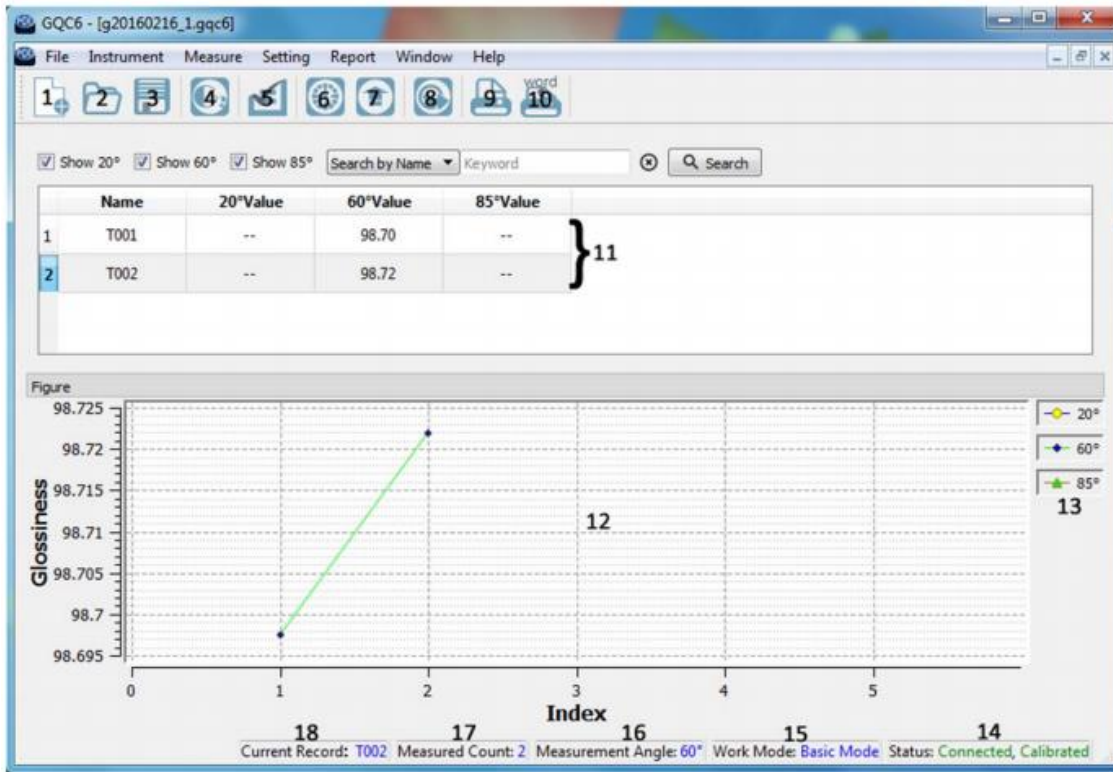 GQC6 - [g20160216_1.gqc6]
File Instrument Measure Setting Report Window Help
word
1 2 3 4 5 6 7 8 9 10
Show 20° Show 60° Show 85° Search by Name Keyword Search
Name 20°Value 60°Value 85°Value
1 T001 -- 98.70 --
2 T002 -- 98.72 --
11
Figure
98.725
98.72
98.715
98.71
98.705
98.7
98.695
Glossiness
12
20°
60°
85°
13
0 1 2 3 4 5
Index
18 17 16 15 14
Current Record: T002 Measured Count: 2 Measurement Angle: 60° Work Mode: Basic Mode Status: Connected, Calibrated